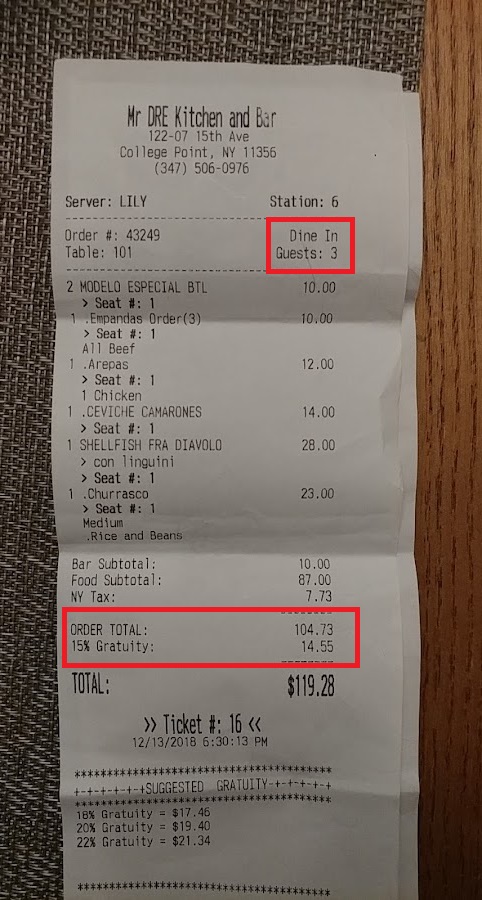 Mr DRE Kitchen and Bar
122-07 15th Ave
College Point, NY 11356
(347) 506-0976
Server: LILY Station: 6
Order #: 43249 Dine In
Table: 101 Guests: 3
2 MODELO ESPECIAL BTL 10.00
> Seat #: 1
1 .Empandas Order(3) 10.00
> Seat #: 1
All Beef
1 .Arepas 12.00
> Seat #: 1
1 Chicken
1 .CEVICHE CAMARONES 14.00
> Seat #: 1
1 SHELLFISH FRA DIAVOLO 28.00
> con linguini
> Seat #: 1
1 .Churrasco 23.00
> Seat #: 1
Medium
.Rice and Beans
Bar Subtotal: 10.00
Food Subtotal: 87.00
NY Tax: 7.73
ORDER TOTAL: 104.73
15% Gratuity: 14.55
TOTAL: $119.28
>> Ticket #: 16 <<
12/13/2018 6:30:13 PM
***********************************
+-+-+-+-+SUGGESTED GRATUITY-+-+-+-+
***********************************
18% Gratuity = $17.46
20% Gratuity = $19.40
22% Gratuity = $21.34
***********************************